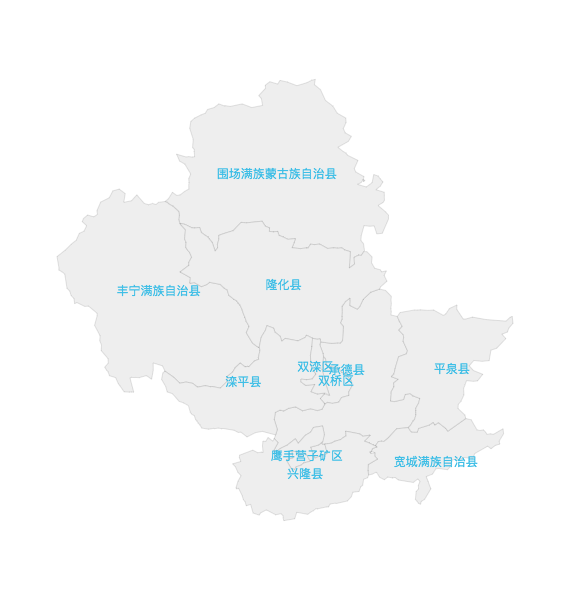 围场满族蒙古族自治县
隆化县
丰宁满族自治县
双滦区
承德县
平泉县
滦平县
双桥区
鹰手营子矿区
宽城满族自治县
兴隆县